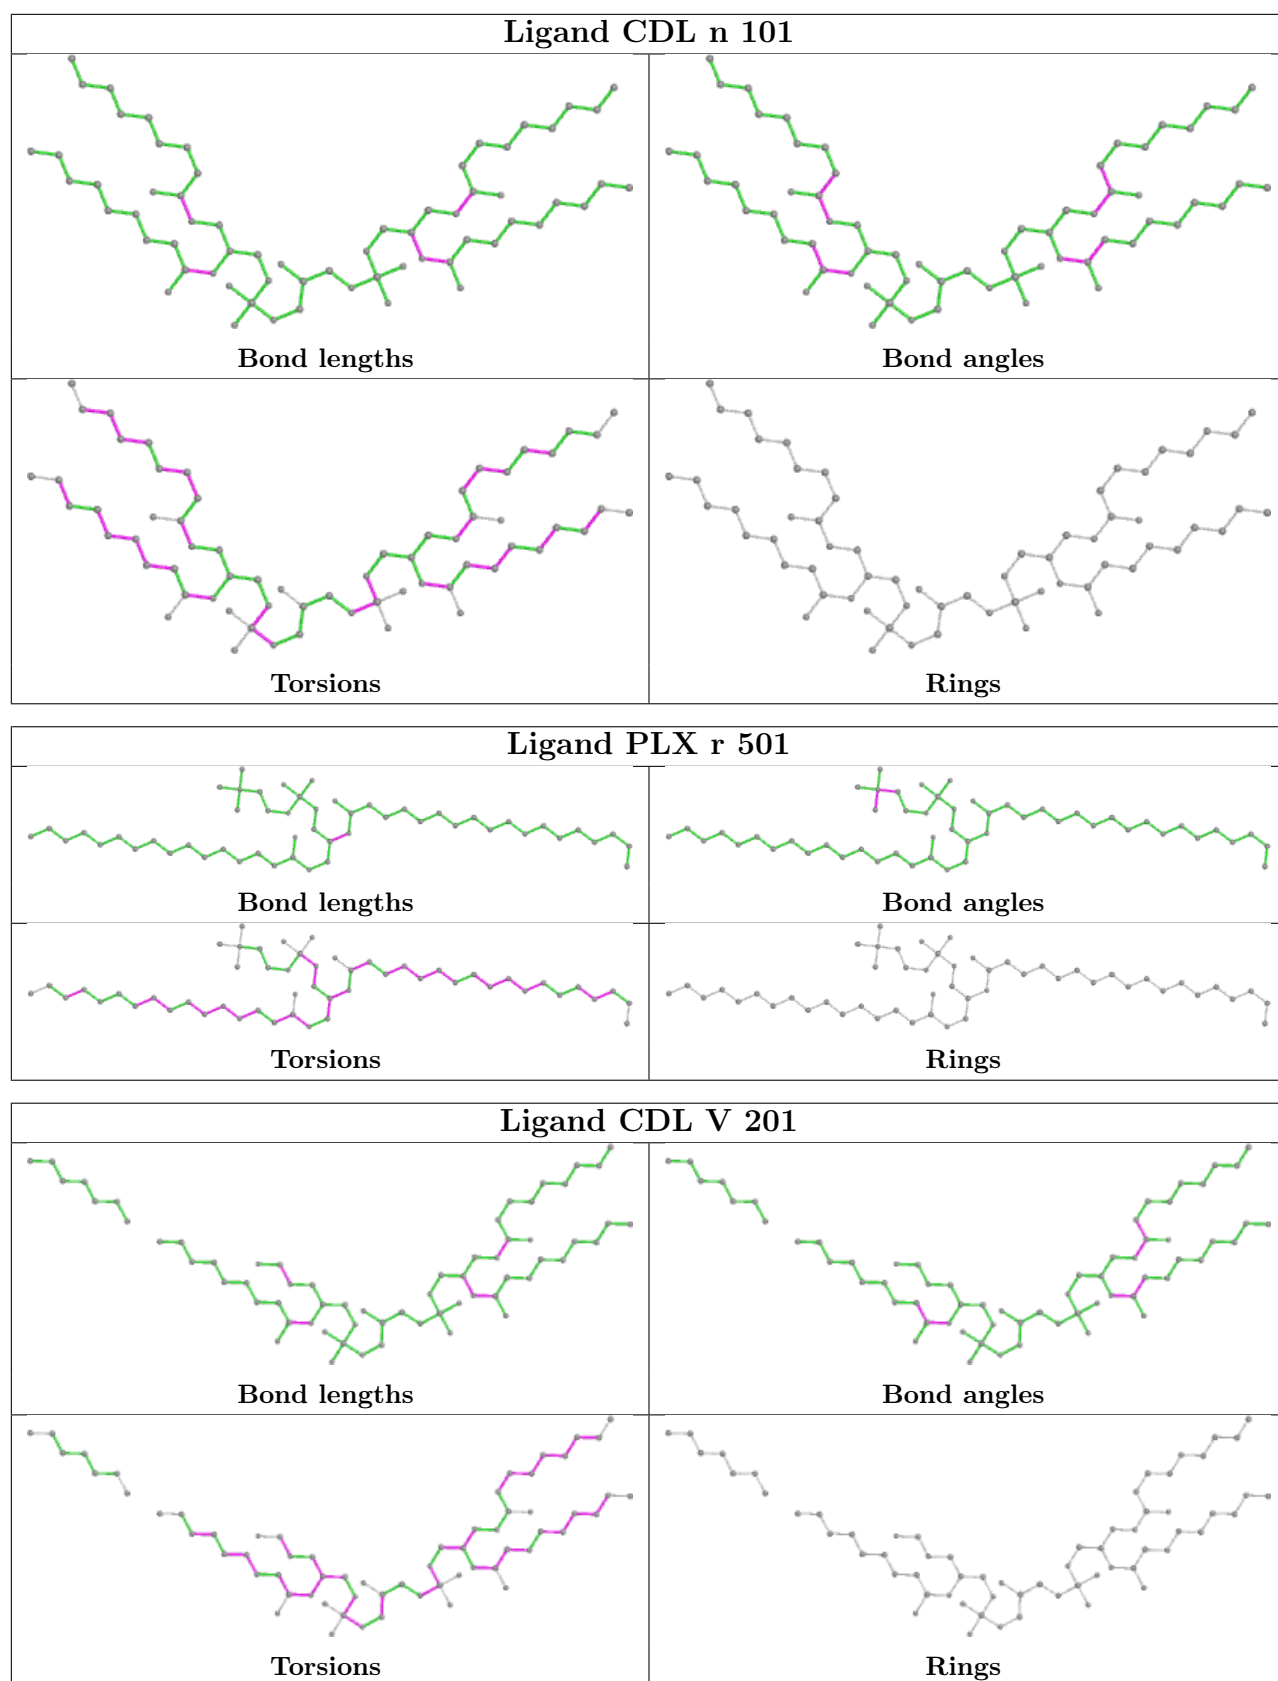 Ligand CDL n 101
Bond lengths
Bond angles
Torsions
Rings
Ligand PLX r 501
Bond lengths
Bond angles
Torsions
Rings
Ligand CDL V 201
Bond lengths
Bond angles
Torsions
Rings